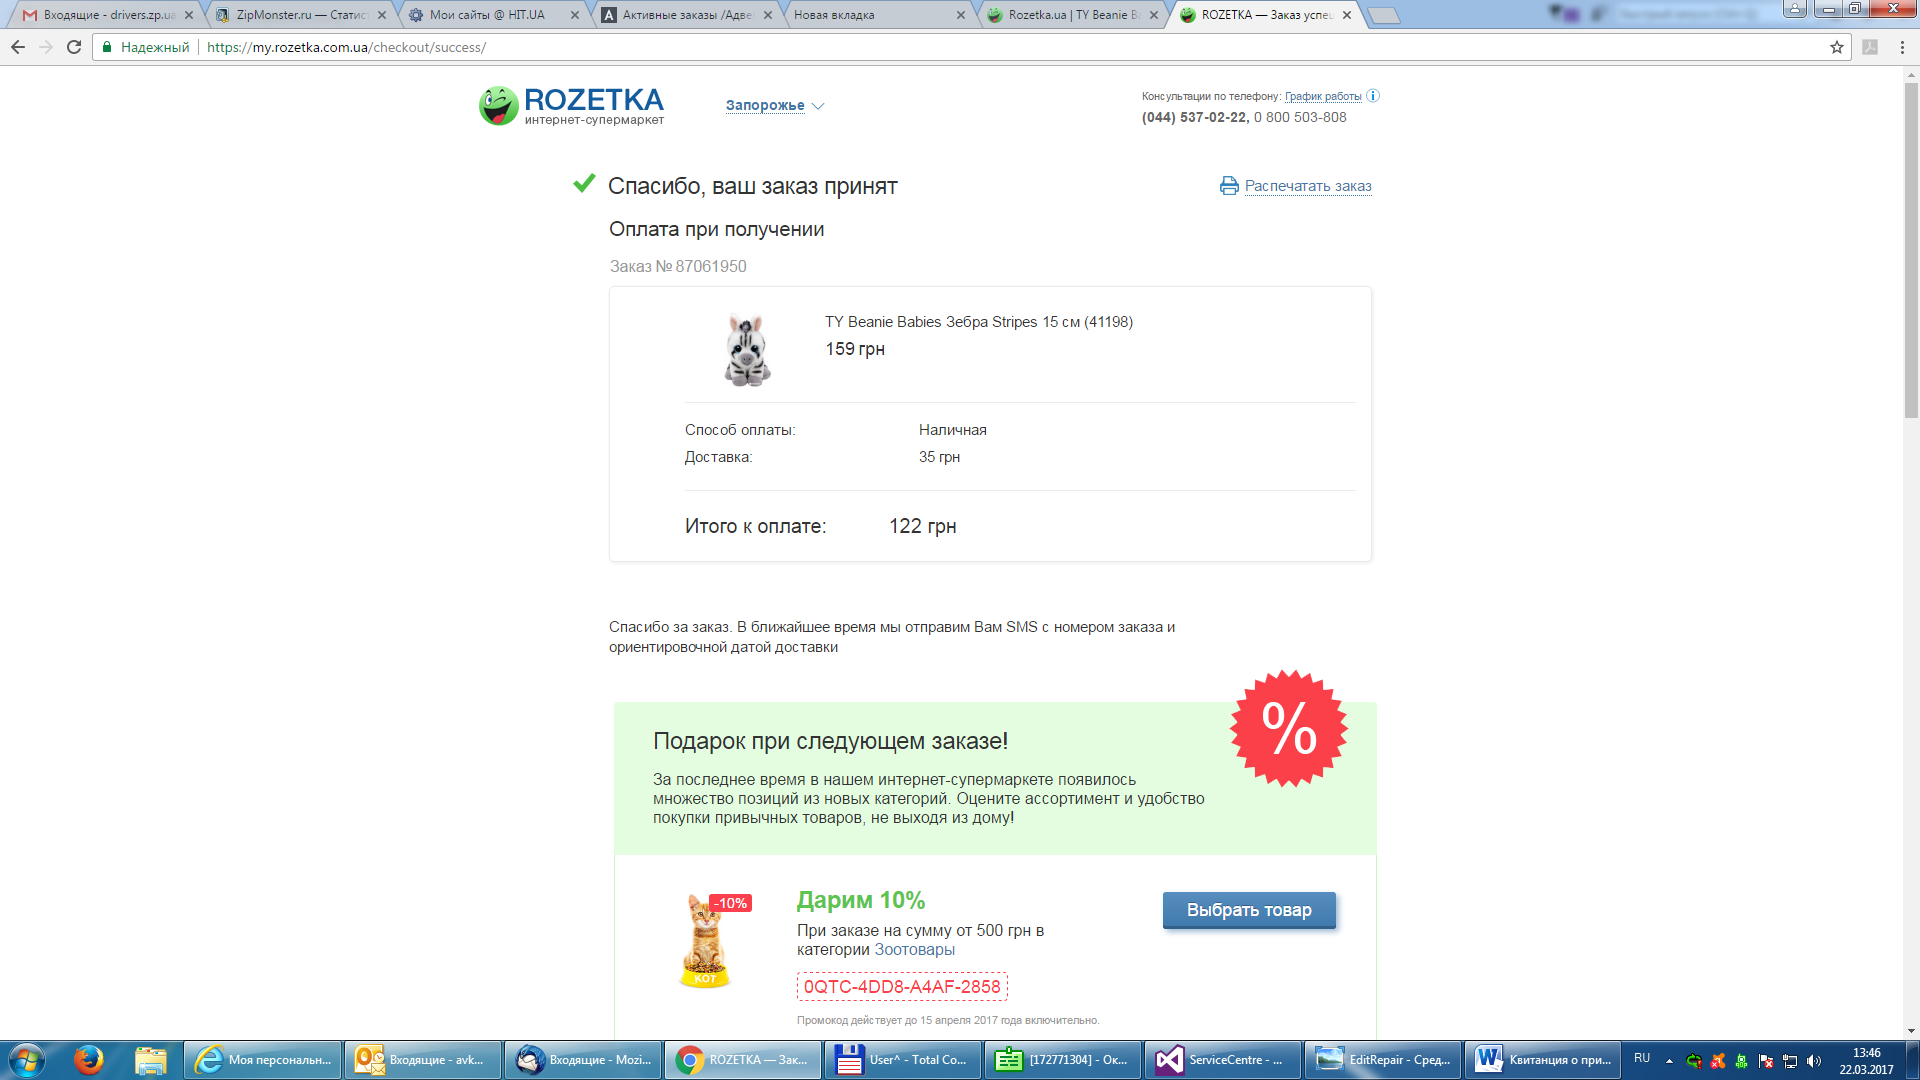 Входящие - drivers.zp.ua
ZipMonster.ru — Статист
Мои сайты @ HIT.UA
Активные заказы /Адве
Новая вкладка
Rozetka.ua | TY Beanie B
ROZETKA — Заказ успеш
Надежный
https://my.rozetka.com.ua/checkout/success/
ROZETKA
интернет-супермаркет
Запорожье
Консультации по телефону: График работы
(044) 537-02-22, 0 800 503-808
Спасибо, ваш заказ принят
Распечатать заказ
Оплата при получении
Заказ № 87061950
TY Beanie Babies Зебра Stripes 15 см (41198)
159 грн
Способ оплаты: Наличная
Доставка: 35 грн
Итого к оплате: 122 грн
Спасибо за заказ. В ближайшее время мы отправим Вам SMS с номером заказа и
ориентировочной датой доставки
%
Подарок при следующем заказе!
За последнее время в нашем интернет-супермаркете появилось
множество позиций из новых категорий. Оцените ассортимент и удобство
покупки привычных товаров, не выходя из дому!
-10%
КОТ
Дарим 10%
При заказе на сумму от 500 грн в
категории Зоотовары
0QTC-4DD8-A4AF-2858
Промокод действует до 15 апреля 2017 года включительно.
Выбрать товар
Моя персональн...
Входящие - avk...
Входящие - Mozi...
ROZETKA — Зак...
User^ - Total Co...
[172771304] - Ок...
ServiceCentre - ...
EditRepair - Сред...
Квитанция о при...
RU
13:46
22.03.2017